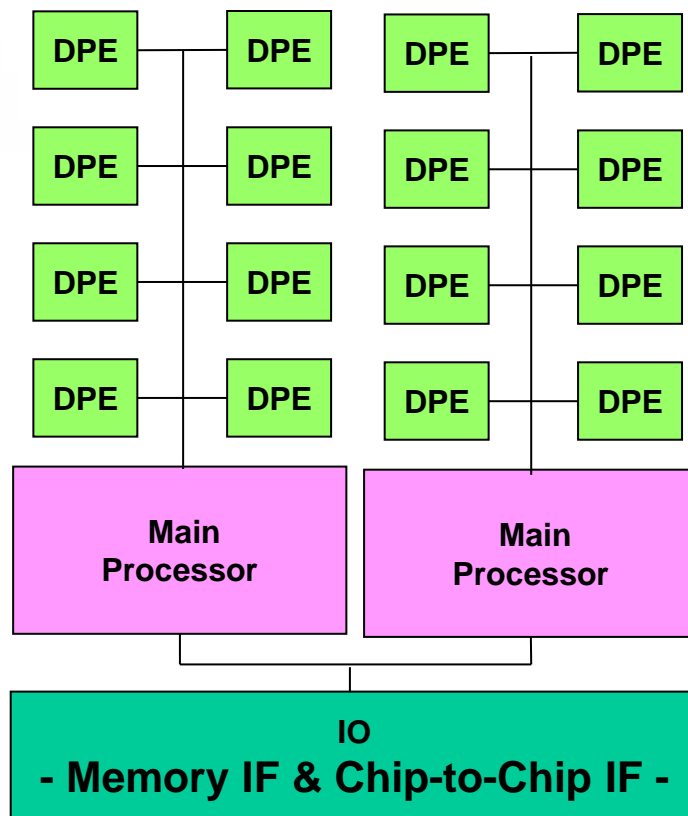 DPE DPE DPE DPE
DPE DPE DPE DPE
DPE DPE DPE DPE
DPE DPE DPE DPE
Main
Processor
Main
Processor
IO
- Memory IF & Chip-to-Chip IF -